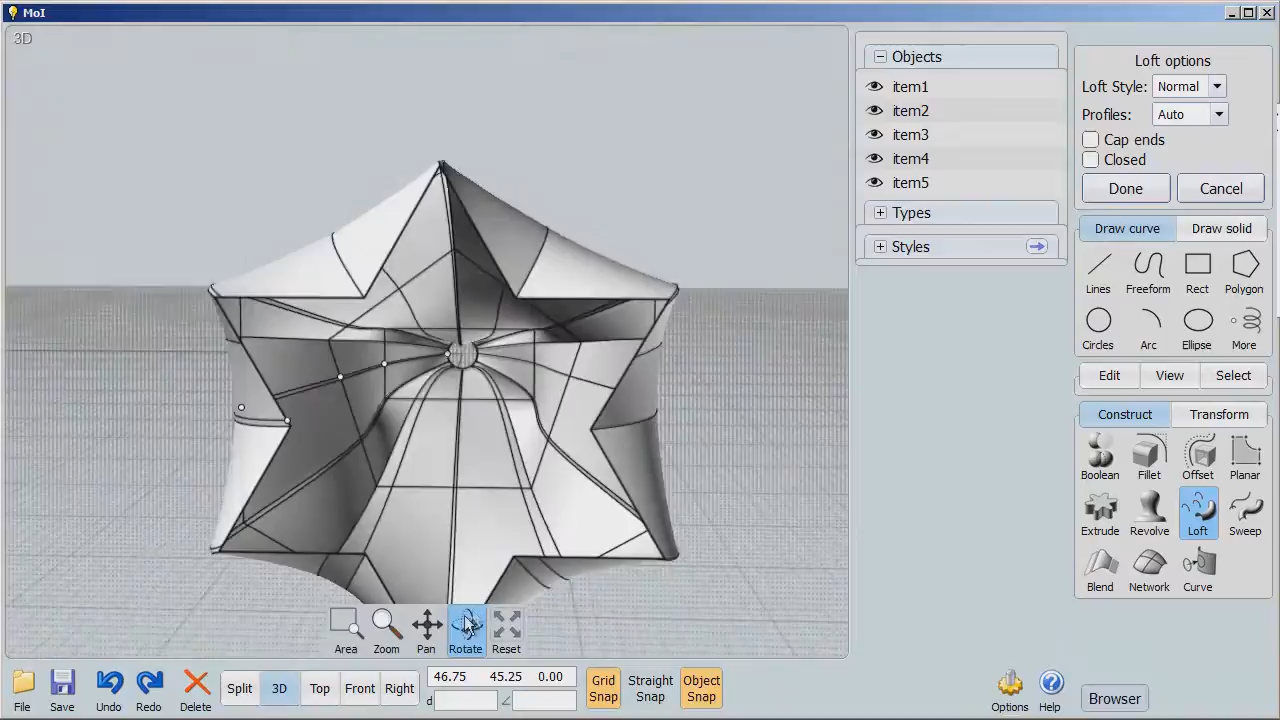 MoI
3D
Objects
item1
item2
item3
item4
item5
Types
Styles
Loft options
Loft Style: Normal
Profiles: Auto
Cap ends
Closed
Done Cancel
Draw curve Draw solid
Lines Freeform Rect Polygon
Circles Arc Ellipse More
Edit View Select
Construct Transform
Boolean Fillet Offset Planar
Extrude Revolve Loft Sweep
Blend Network Curve
Area Zoom Pan Rotate Reset
File Save Undo Redo Delete
Split 3D Top Front Right
46.75 45.25 0.00
d
Grid Snap
Straight Snap
Object Snap
Options Help
Browser